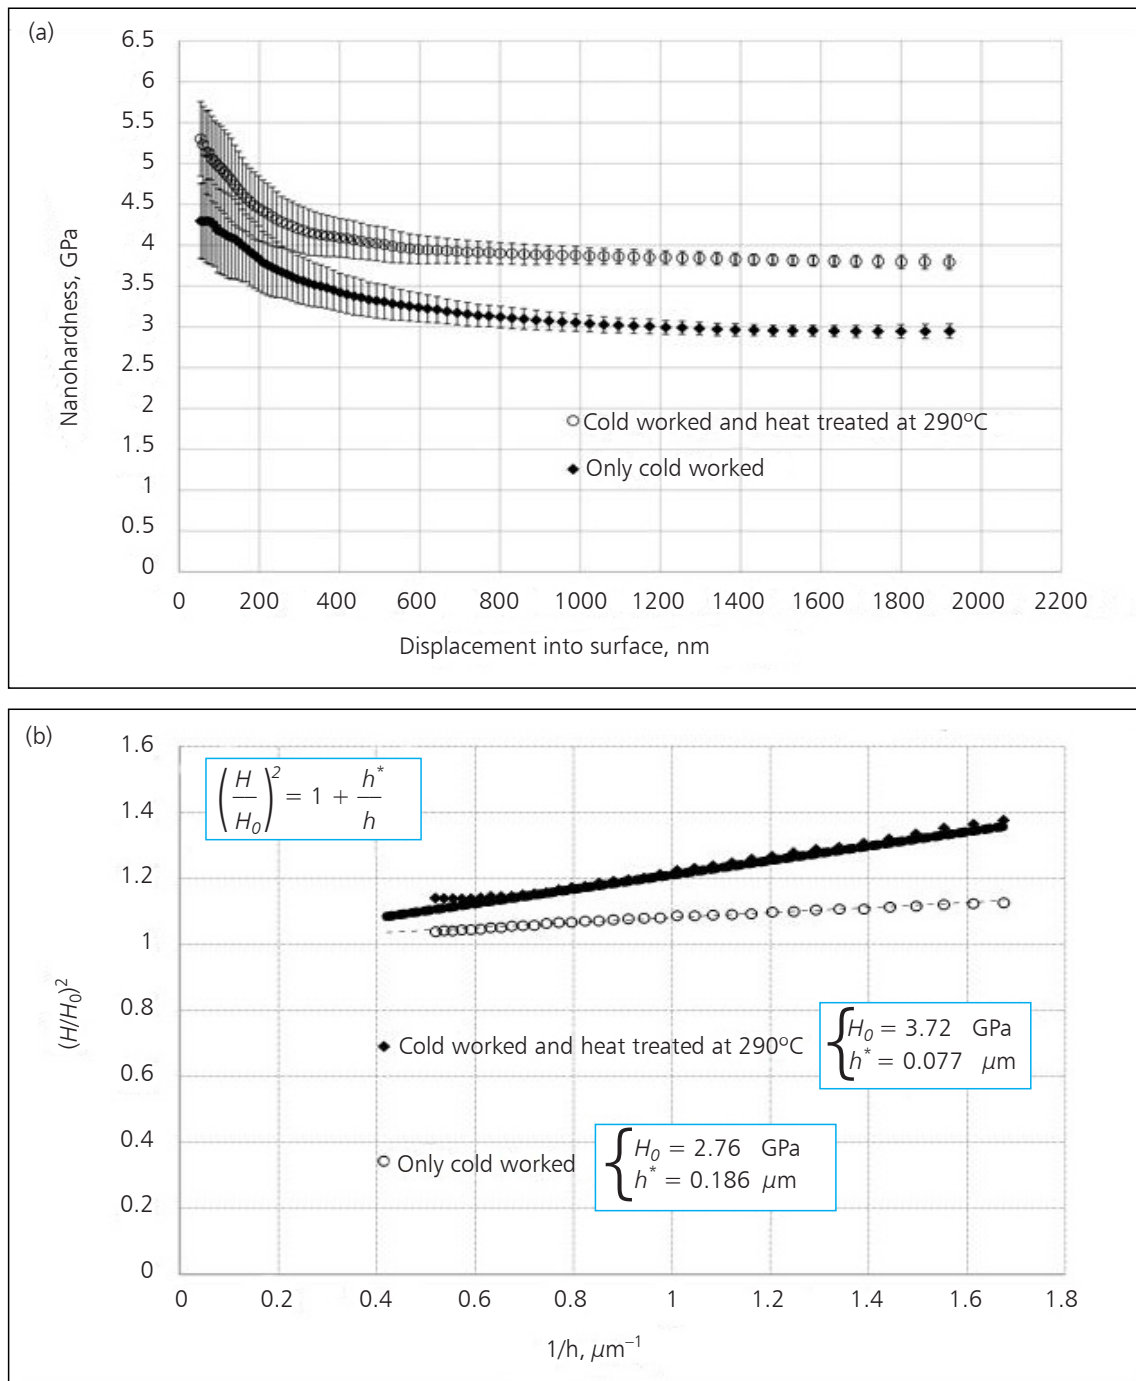 (a)
6.5
6
5.5
5
4.5
4
3.5
3
2.5
2
1.5
1
0.5
0
Nanohardness, GPa
Cold worked and heat treated at 290°C
Only cold worked
0 200 400 600 800 1000 1200 1400 1600 1800 2000 2200
Displacement into surface, nm
(b)
1.6
1.4
1.2
1
0.8
0.6
0.4
0.2
0
(H/H₀)²
(H/H₀)² = 1 + h*/h
Cold worked and heat treated at 290°C
H₀ = 3.72 GPa
h* = 0.077 μm
Only cold worked
H₀ = 2.76 GPa
h* = 0.186 μm
0 0.2 0.4 0.6 0.8 1 1.2 1.4 1.6 1.8
1/h, μm⁻¹